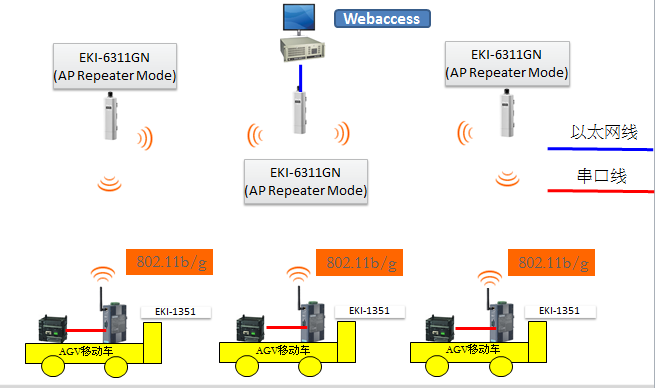 Webaccess
EKI-6311GN
(AP Repeater Mode)
EKI-6311GN
(AP Repeater Mode)
EKI-6311GN
(AP Repeater Mode)
以太网线
串口线
802.11b/g
802.11b/g
802.11b/g
EKI-1351
EKI-1351
EKI-1351
AGV移动车
AGV移动车
AGV移动车